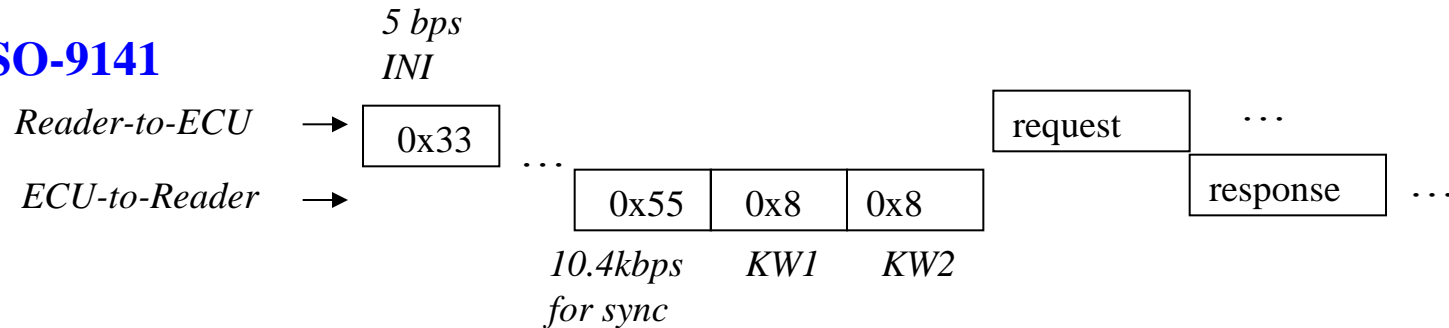 5 bps
INI
SO-9141
Reader-to-ECU
0x33
...
request
...
ECU-to-Reader
0x55 0x8 0x8
response
...
10.4kbps KW1 KW2
for sync